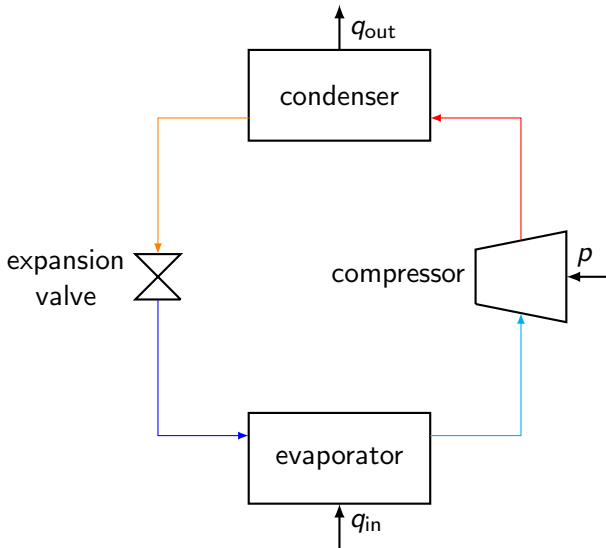 q_out
condenser
expansion
valve
compressor
p
evaporator
q_in